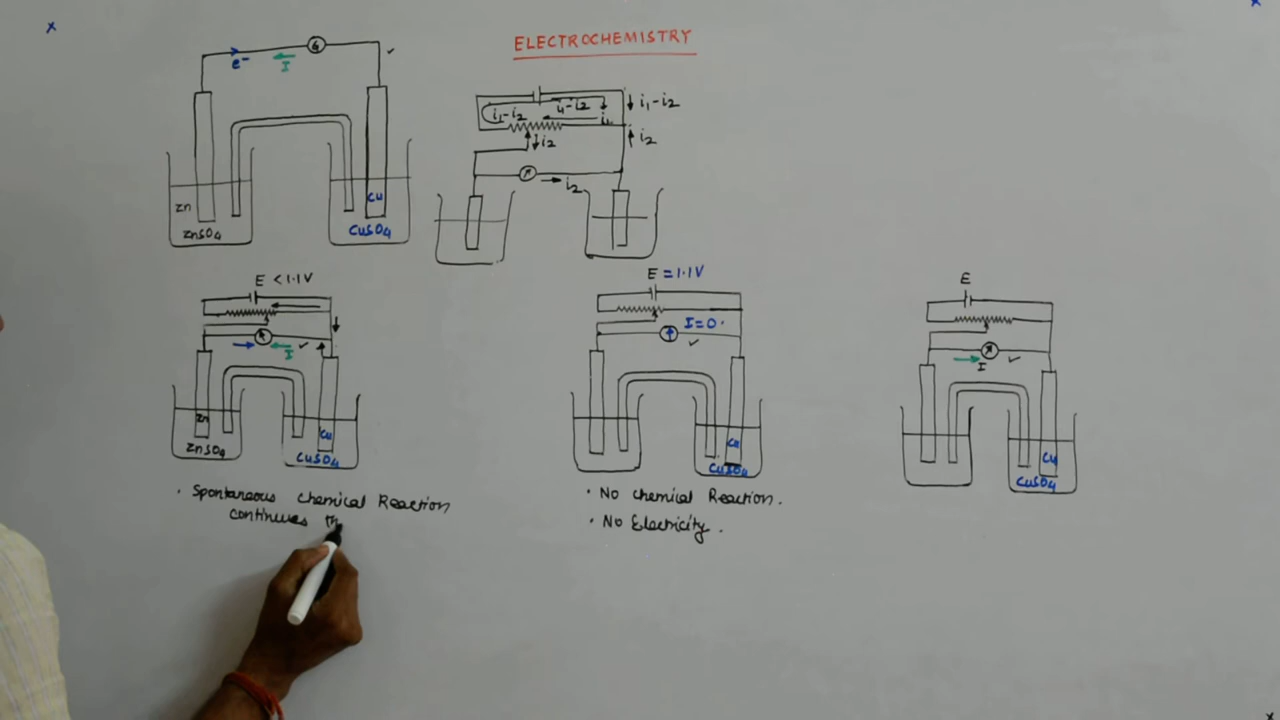 ELECTROCHEMISTRY
G
e-
I
Zn
ZnSO4
Cu
CuSO4
i1-i2
i1-i2
i1
i1-i2
i2
i2
i2
E < 1.1V
I
Zn
ZnSO4
Cu
CuSO4
· Spontaneous Chemical Reaction
continues
E = 1.1V
I=0.
Cu
CuSO4
· No Chemical Reaction.
· No Electricity.
E
I
Cu
CuSO4